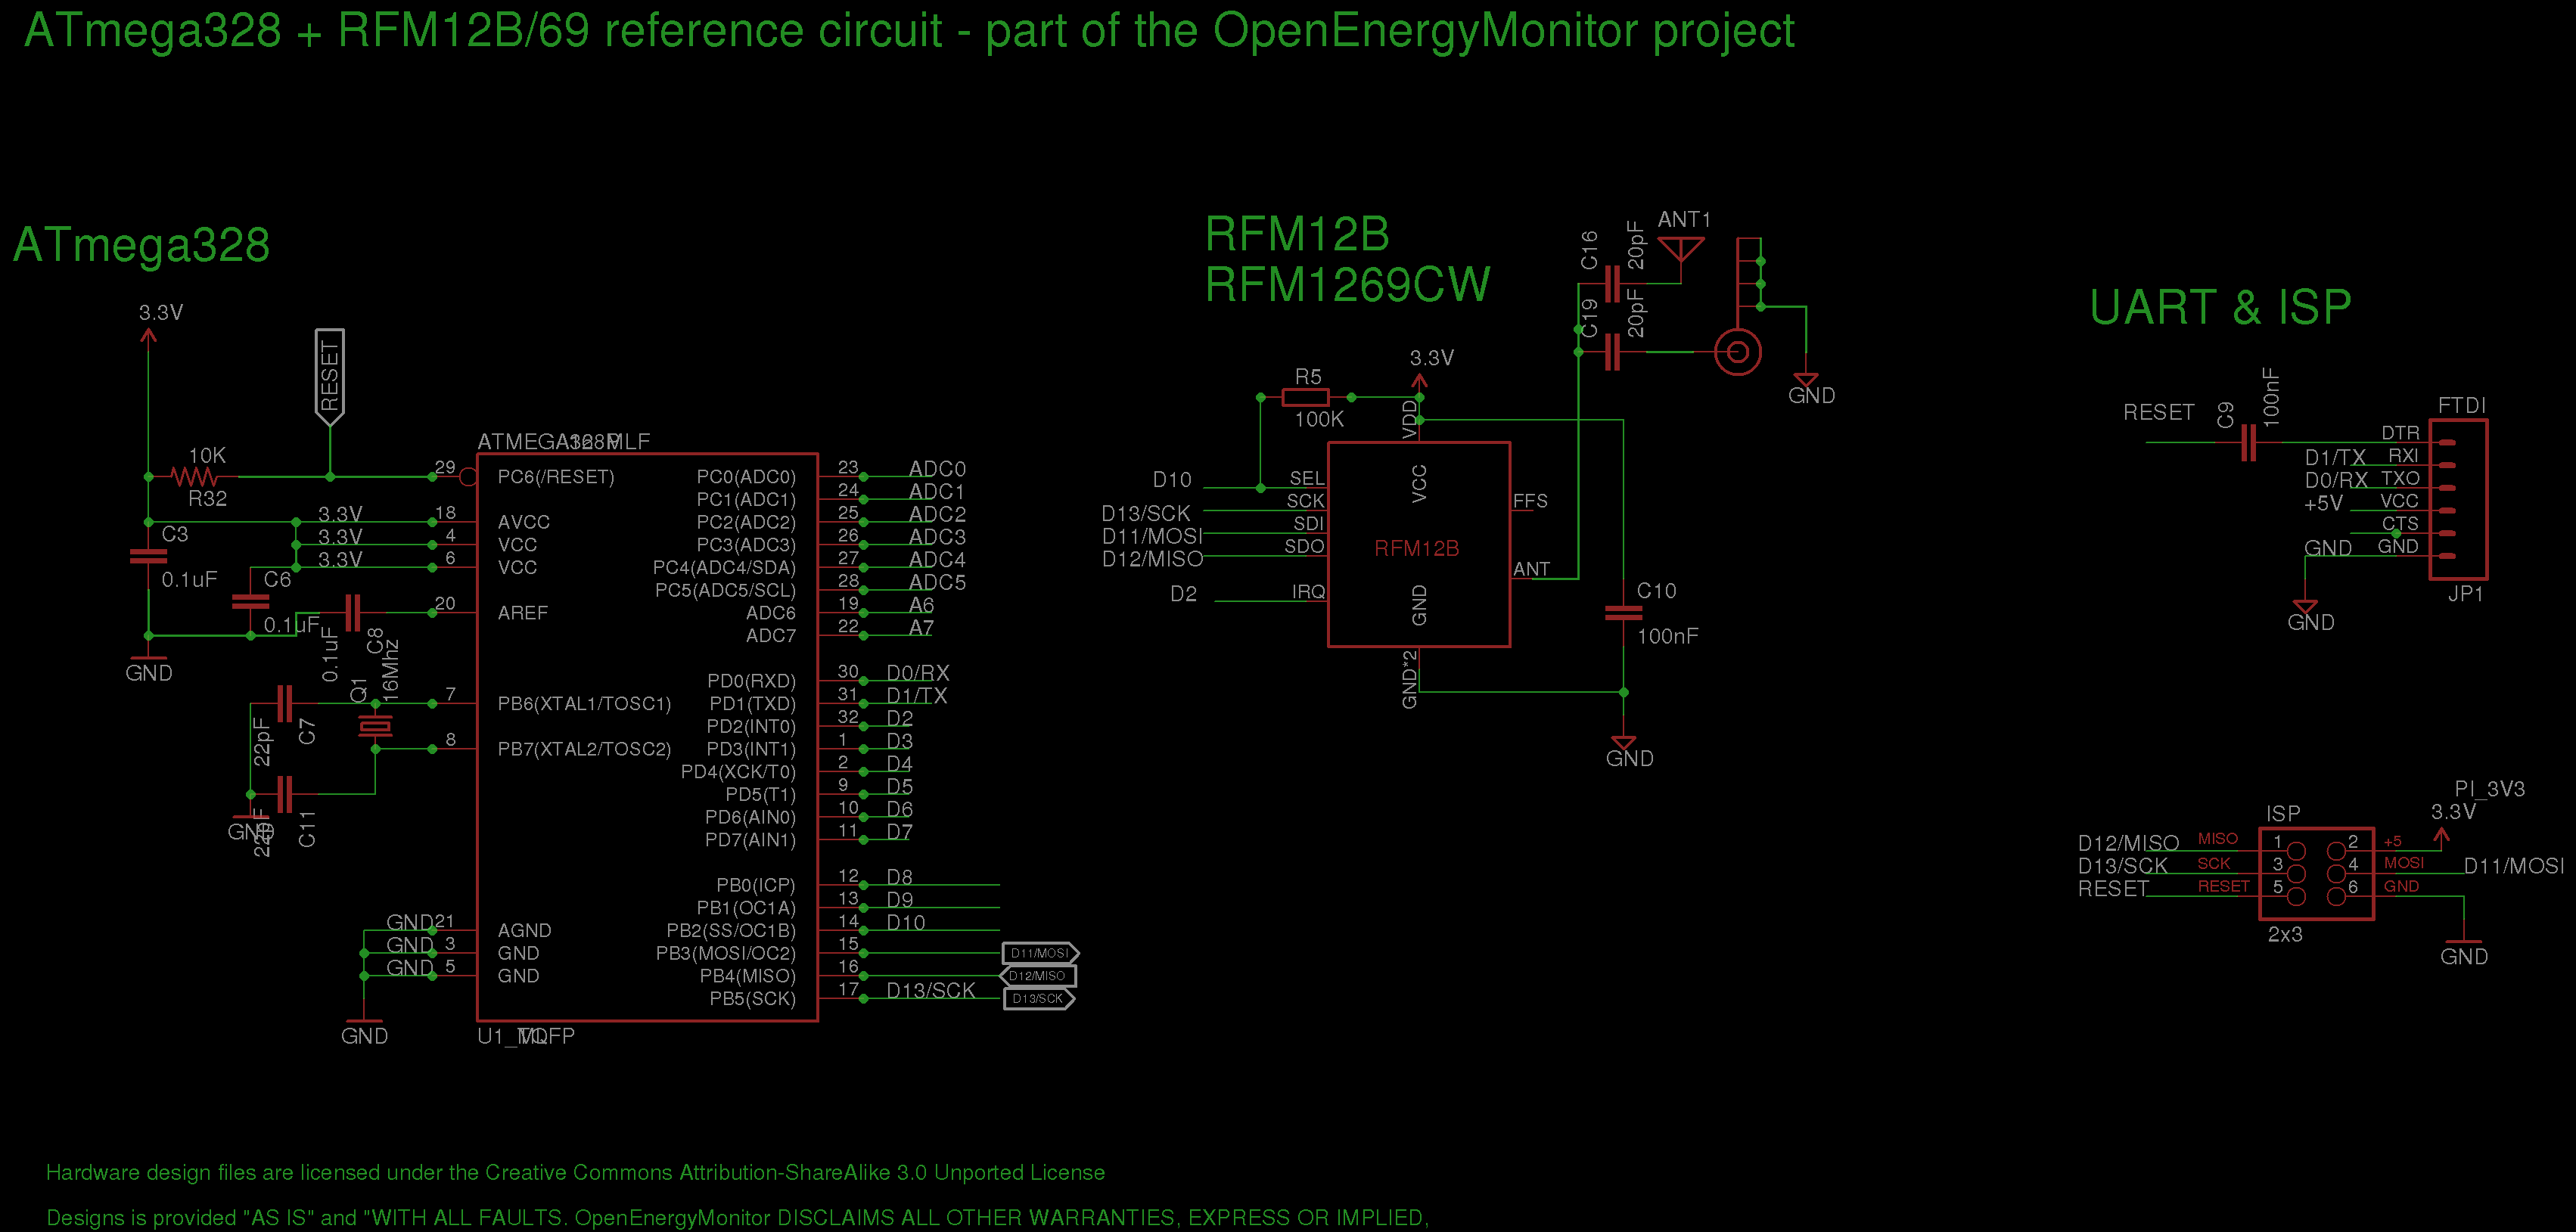 ATmega328 + RFM12B/69 reference circuit - part of the OpenEnergyMonitor project
ATmega328
3.3V
RESET
10K
R32
C3
0.1uF
C6
0.1uF
3.3V
3.3V
3.3V
0.1uF
C8
GND
Q1
16Mhz
22pF
C7
C11
GND
GND
GND
GND
GND
29
18
4
6
20
7
8
21
3
5
PC6(/RESET)
AVCC
VCC
VCC
AREF
PB6(XTAL1/TOSC1)
PB7(XTAL2/TOSC2)
AGND
GND
GND
PC0(ADC0) 23 ADC0
PC1(ADC1) 24 ADC1
PC2(ADC2) 25 ADC2
PC3(ADC3) 26 ADC3
PC4(ADC4/SDA) 27 ADC4
PC5(ADC5/SCL) 28 ADC5
ADC6 19 A6
ADC7 22 A7
PD0(RXD) 30 D0/RX
PD1(TXD) 31 D1/TX
PD2(INT0) 32 D2
PD3(INT1) 1 D3
PD4(XCK/T0) 2 D4
PD5(T1) 9 D5
PD6(AIN0) 10 D6
PD7(AIN1) 11 D7
PB0(ICP) 12 D8
PB1(OC1A) 13 D9
PB2(SS/OC1B) 14 D10
PB3(MOSI/OC2) 15 D11/MOSI
PB4(MISO) 16 D12/MISO
PB5(SCK) 17 D13/SCK D13/SCK
RFM12B
RFM1269CW
C16
20pF
ANT1
C19
20pF
GND
3.3V
R5
100K
VDD
D10 SEL
D13/SCK SCK
D11/MOSI SDI
D12/MISO SDO
D2 IRQ
VCC
RFM12B
GND
FFS
ANT
GND*2
C10
100nF
GND
UART & ISP
RESET
C9
100nF
FTDI
DTR
D1/TX RXI
D0/RX TXO
+5V VCC
CTS
GND GND
JP1
GND
PI_3V3
3.3V
ISP
D12/MISO MISO 1 2 +5
D13/SCK SCK 3 4 MOSI D11/MOSI
RESET RESET 5 6 GND
2x3
GND
Hardware design files are licensed under the Creative Commons Attribution-ShareAlike 3.0 Unported License
Designs is provided "AS IS" and "WITH ALL FAULTS. OpenEnergyMonitor DISCLAIMS ALL OTHER WARRANTIES, EXPRESS OR IMPLIED,